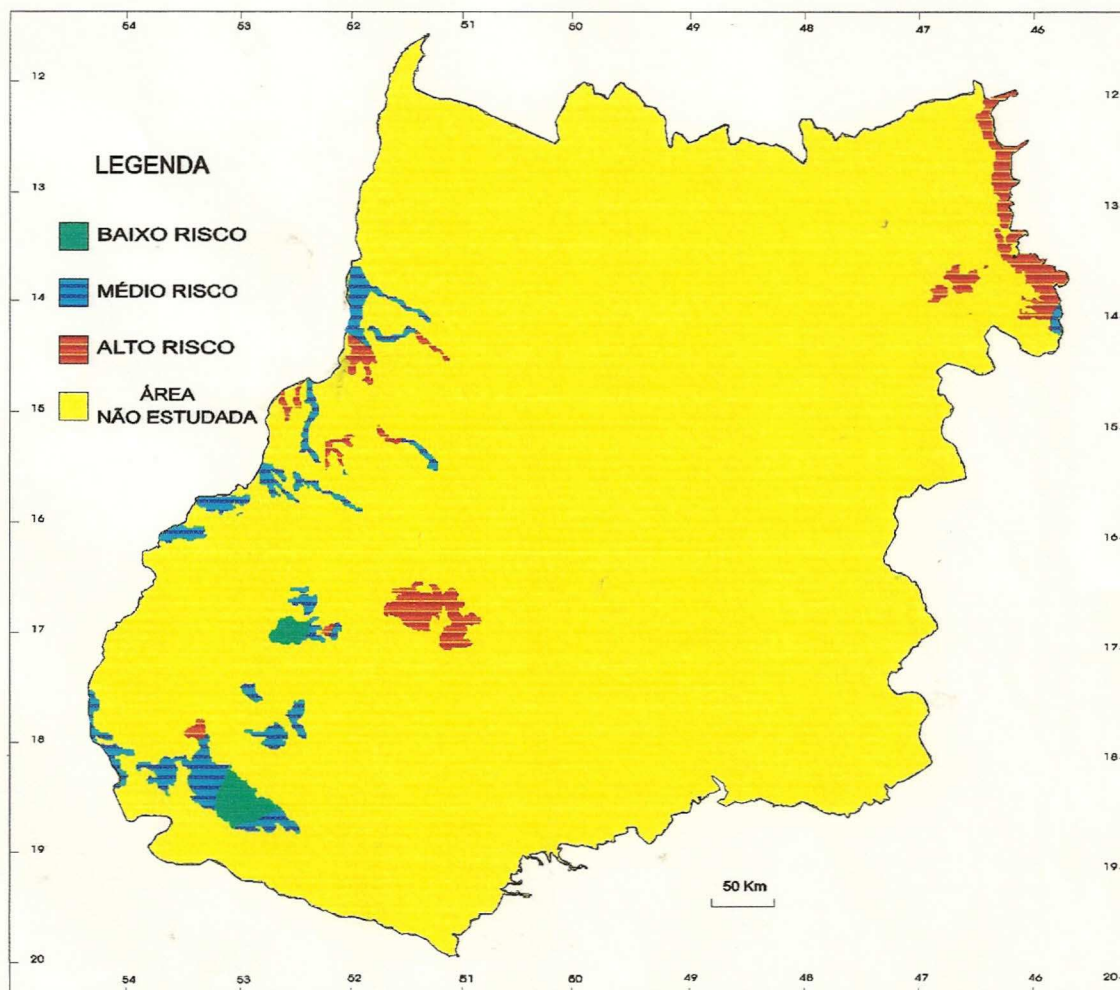 54 53 52 51 50 49 48 47 46
12 12
LEGENDA
13 13
BAIXO RISCO
MÉDIO RISCO
14 14
ALTO RISCO
ÁREA
NÃO ESTUDADA
15 15
16 16
17 17
18 18
19 19
50 Km
20 20
54 53 52 51 50 49 48 47 46